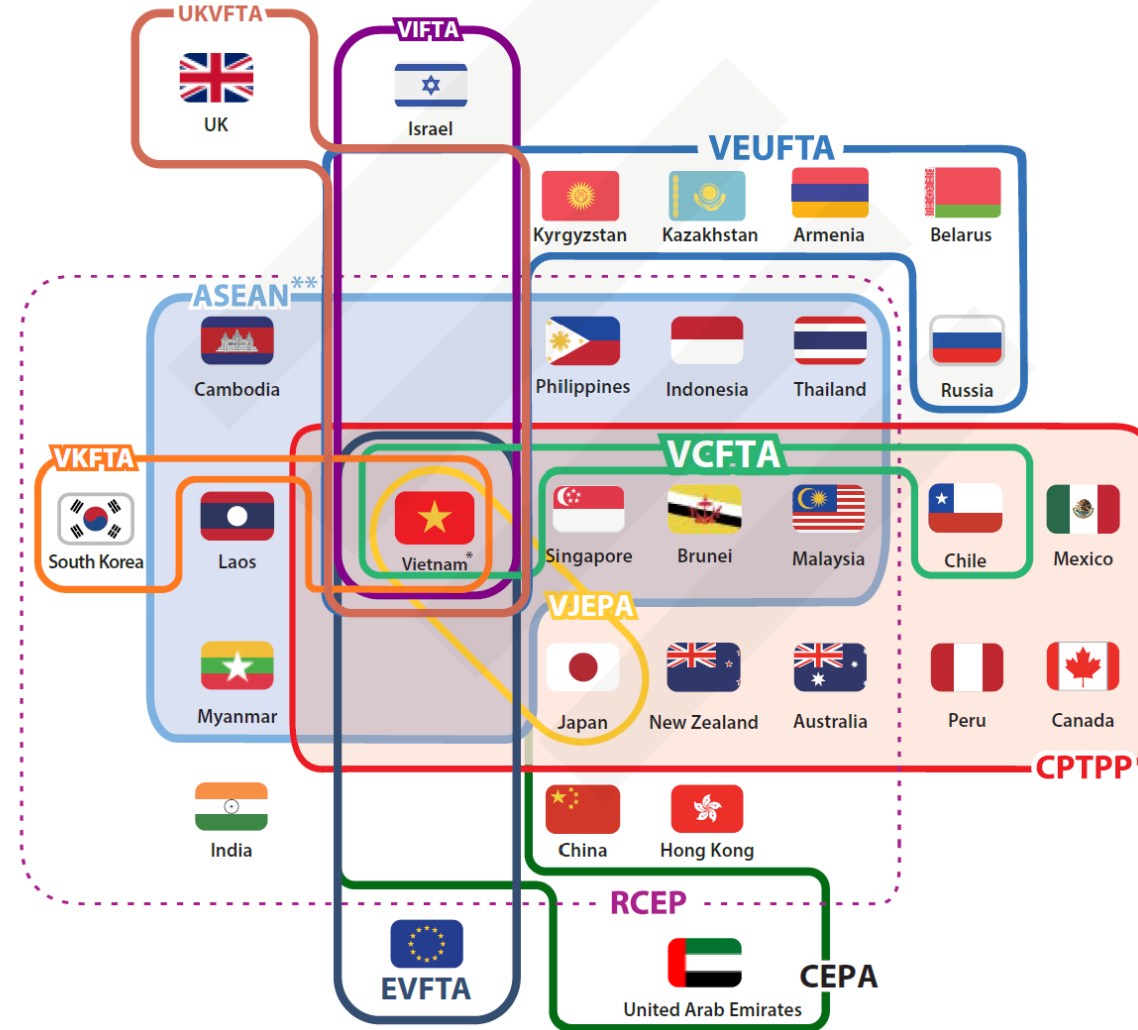 UKVFTA
VIFTA
UK
Israel
VEUFTA
Kyrgyzstan
Kazakhstan
Armenia
Belarus
ASEAN**
Cambodia
Philippines
Indonesia
Thailand
Russia
VKFTA
VCFTA
South Korea
Laos
Vietnam*
Singapore
Brunei
Malaysia
Chile
Mexico
VJEPA
Myanmar
Japan
New Zealand
Australia
Peru
Canada
CPTPP
India
China
Hong Kong
RCEP
EVFTA
CEPA
United Arab Emirates